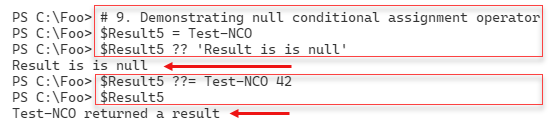 PS C:\Foo> # 9. Demonstrating null conditional assignment operator
PS C:\Foo> $Result5 = Test-NCO
PS C:\Foo> $Result5 ?? 'Result is is null'
Result is is null
PS C:\Foo> $Result5 ??= Test-NCO 42
PS C:\Foo> $Result5
Test-NCO returned a result